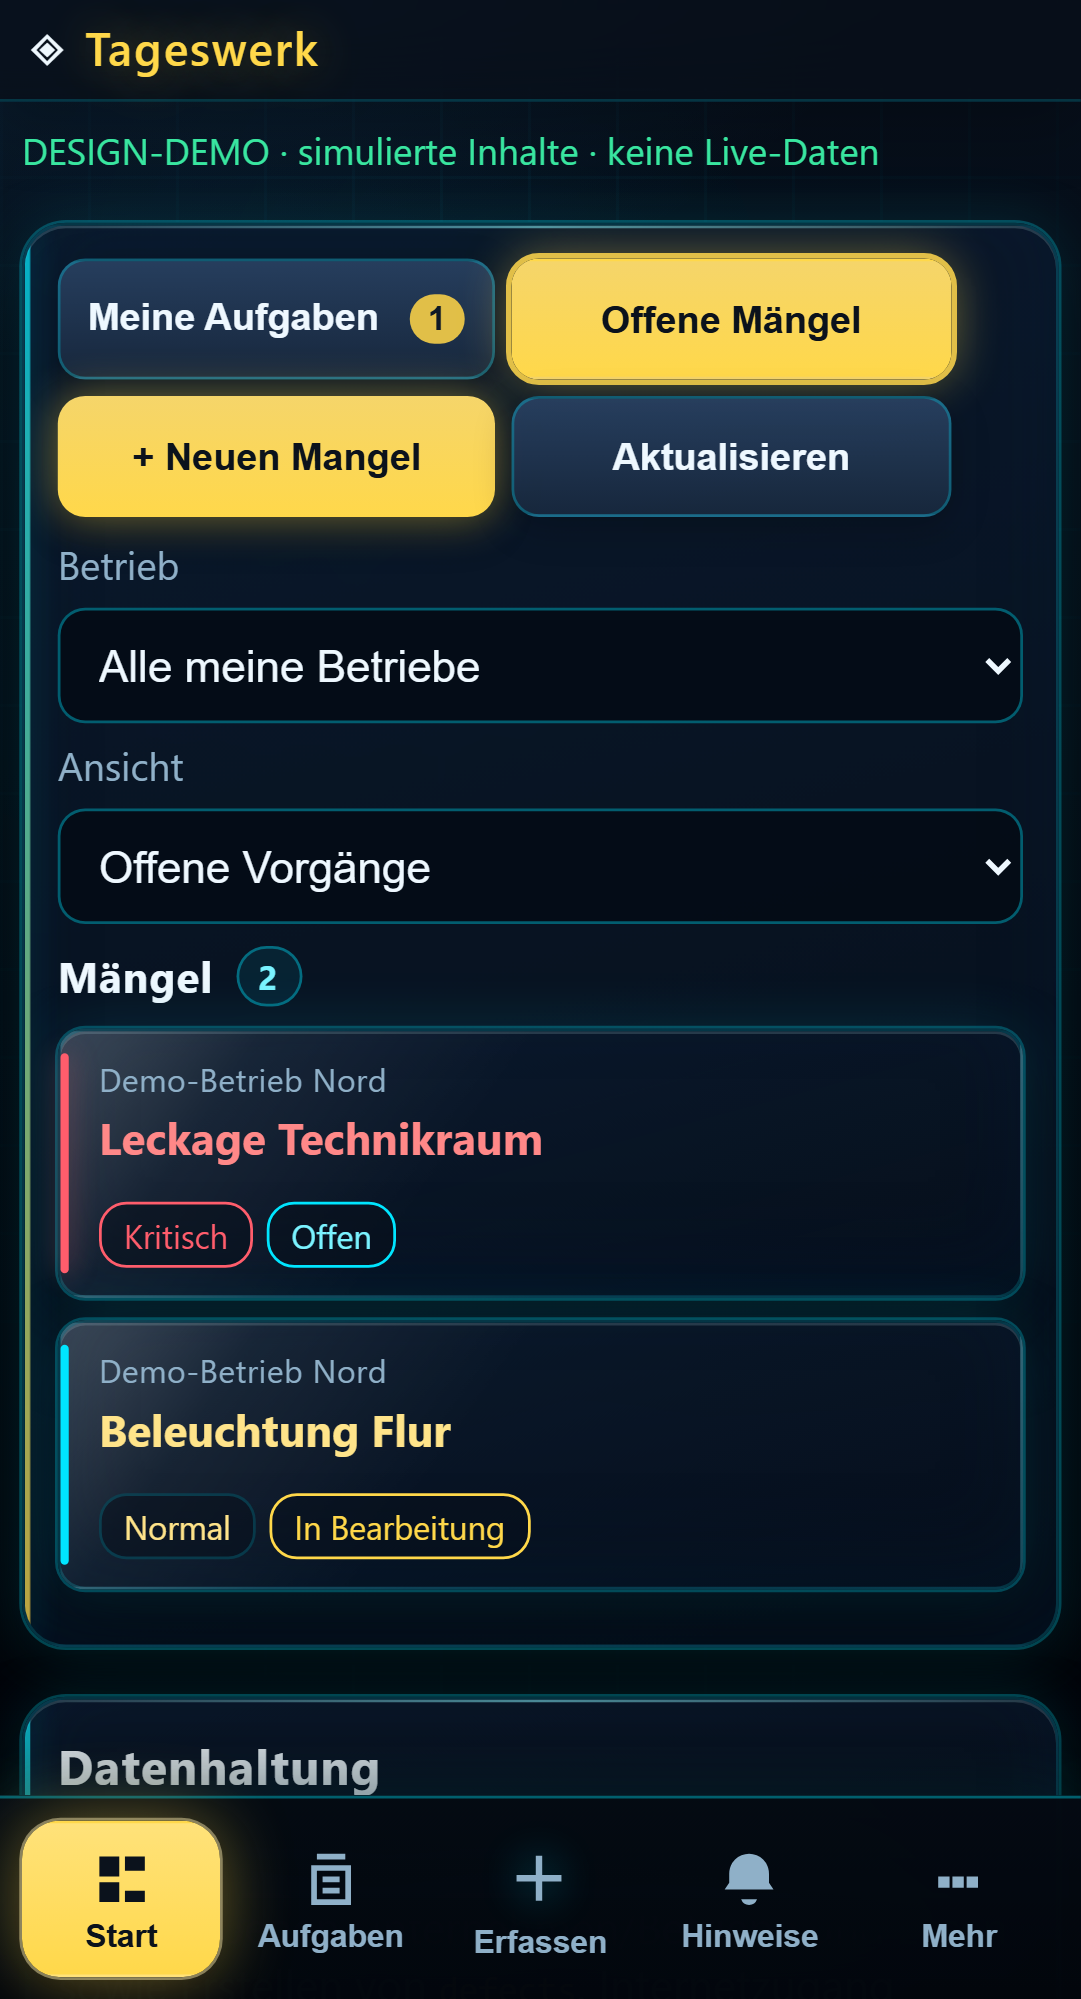 Tageswerk
DESIGN-DEMO · simulierte Inhalte · keine Live-Daten
Meine Aufgaben 1
Offene Mängel
+ Neuen Mangel
Aktualisieren
Betrieb
Alle meine Betriebe
Ansicht
Offene Vorgänge
Mängel 2
Demo-Betrieb Nord
Leckage Technikraum
Kritisch Offen
Demo-Betrieb Nord
Beleuchtung Flur
Normal In Bearbeitung
Datenhaltung
Start Aufgaben Erfassen Hinweise Mehr